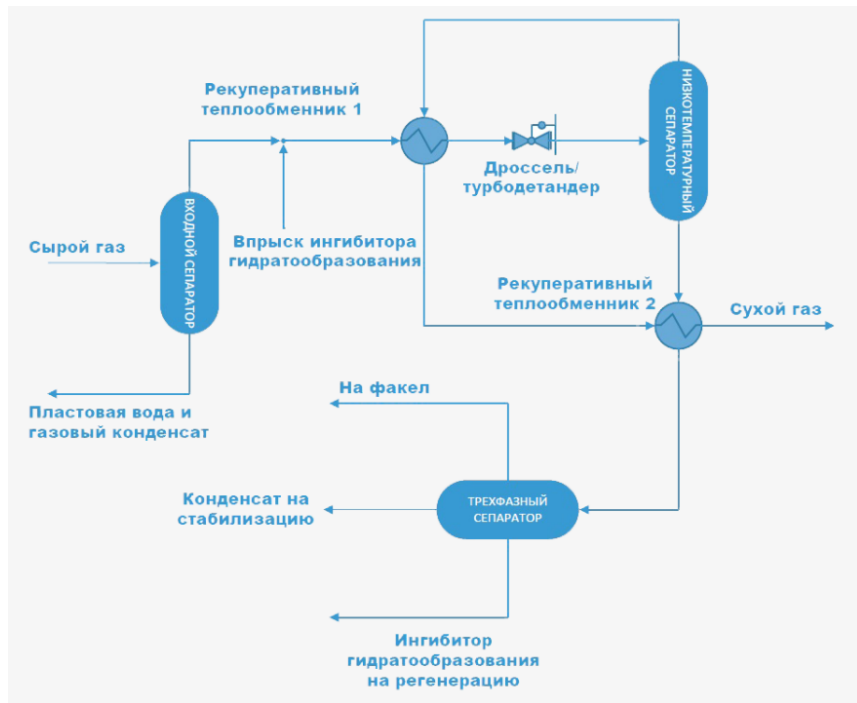 Рекуперативный
теплообменник 1
НИЗКОТЕМПЕРАТУРНЫЙ
СЕПАРАТОР
Дроссель/
турбодетандер
ВХОДНОЙ СЕПАРАТОР
Сырой газ
Впрыск ингибитора
гидратообразования
Рекуперативный
теплообменник 2
Сухой газ
Пластовая вода и
газовый конденсат
На факел
Конденсат на
стабилизацию
ТРЕХФАЗНЫЙ
СЕПАРАТОР
Ингибитор
гидратообразования
на регенерацию